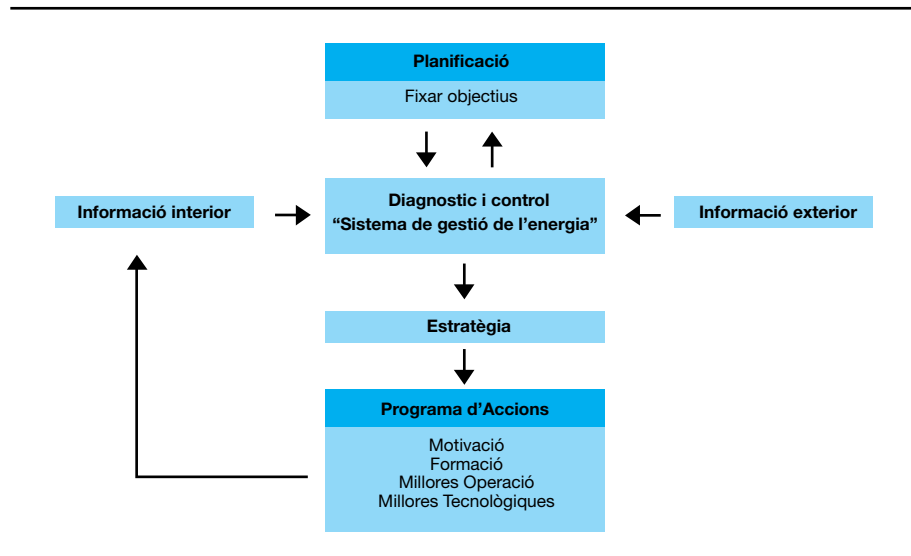 Planificació
Fixar objectius
Informació interior
Diagnostic i control
“Sistema de gestió de l’energia”
Informació exterior
Estratègia
Programa d’Accions
Motivació
Formació
Millores Operació
Millores Tecnològiques